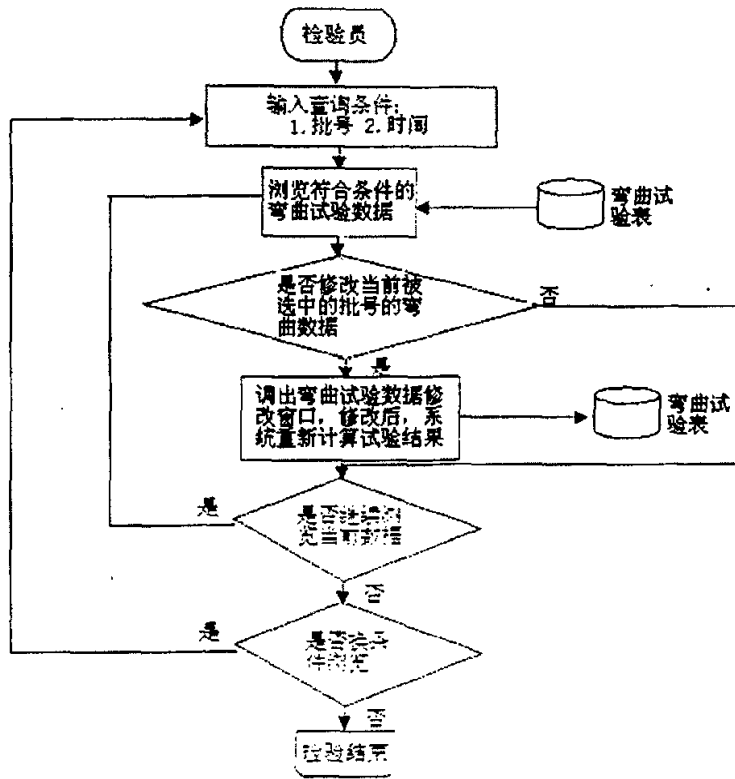 检验员
输入查询条件:
1.批号 2.时间
浏览符合条件的
弯曲试验数据
弯曲试
验表
是否修改当前被
选中的批号的弯
曲数据
否
是
调出弯曲试验数据修
改窗口，修改后，系
统重新计算试验结果
弯曲试
验表
是
是否继续浏
览当前数据
否
是
是否换条
件浏览
否
检验结束